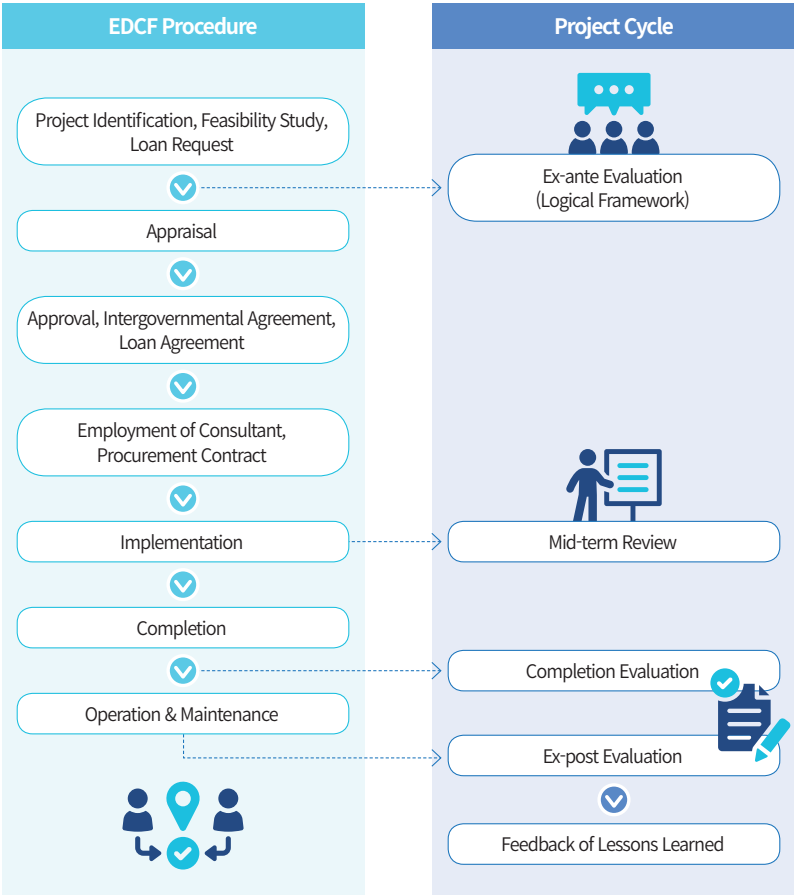 EDCF Procedure
Project Identification, Feasibility Study,
Loan Request
Appraisal
Approval, Intergovernmental Agreement,
Loan Agreement
Employment of Consultant,
Procurement Contract
Implementation
Completion
Operation & Maintenance
Project Cycle
Ex-ante Evaluation
(Logical Framework)
Mid-term Review
Completion Evaluation
Ex-post Evaluation
Feedback of Lessons Learned